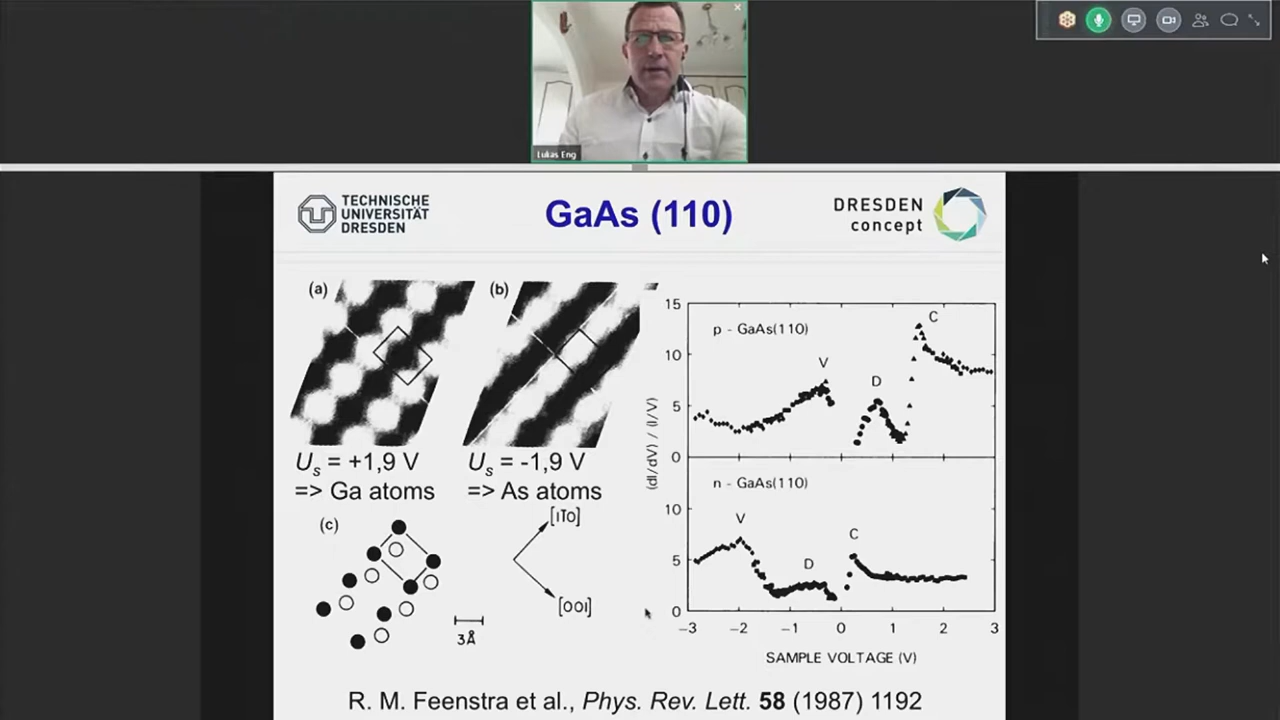 Lukas Eng
TECHNISCHE
UNIVERSITÄT
DRESDEN
GaAs (110)
DRESDEN
concept
(a)
(b)
U_s = +1,9 V
=> Ga atoms
U_s = -1,9 V
=> As atoms
(c)
[11̅0]
[001]
3Å
(dI/dV) / (I/V)
15
10
5
0
p - GaAs(110)
V
D
C
n - GaAs(110)
10
5
0
V
D
C
−3 −2 −1 0 1 2 3
SAMPLE VOLTAGE (V)
R. M. Feenstra et al., Phys. Rev. Lett. 58 (1987) 1192